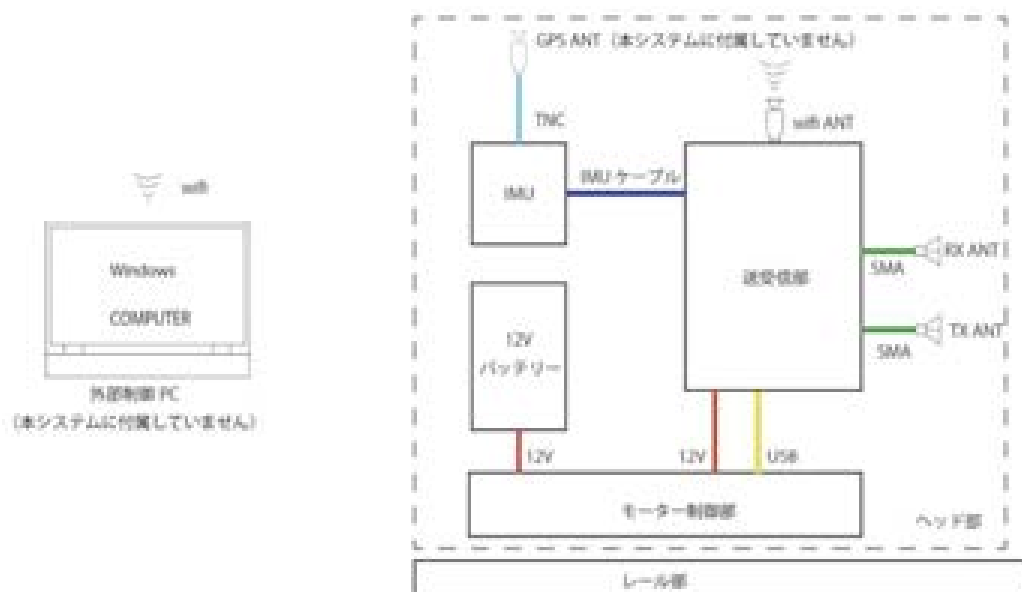 GPS ANT（本システムに付属していません）
wifi ANT
TNC
IMU
IMU ケーブル
wifi
Windows
COMPUTER
外部制御 PC
（本システムに付属していません）
送受信部
RX ANT
SMA
TX ANT
SMA
12V
バッテリー
12V
12V
USB
モーター制御部
ヘッド部
レール部